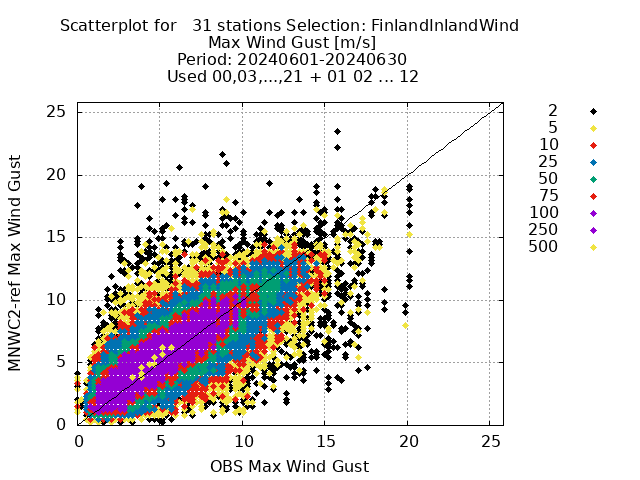 Scatterplot for   31 stations Selection: FinlandInlandWind
Max Wind Gust [m/s]
Period: 20240601-20240630
Used 00,03,...,21 + 01 02 ... 12
MNWC2-ref Max Wind Gust
25
20
15
10
5
0
0 5 10 15 20 25
OBS Max Wind Gust
2
5
10
25
50
75
100
250
500